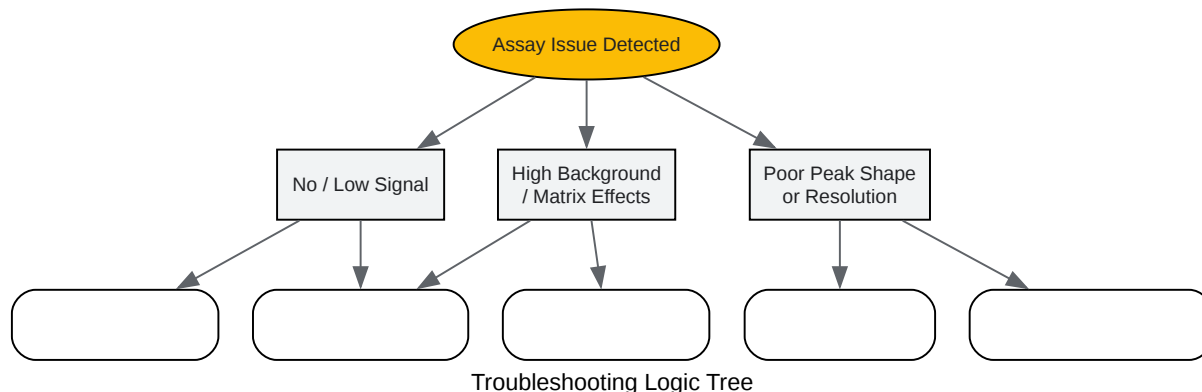 Assay Issue Detected
No / Low Signal
High Background
/ Matrix Effects
Poor Peak Shape
or Resolution
Troubleshooting Logic Tree